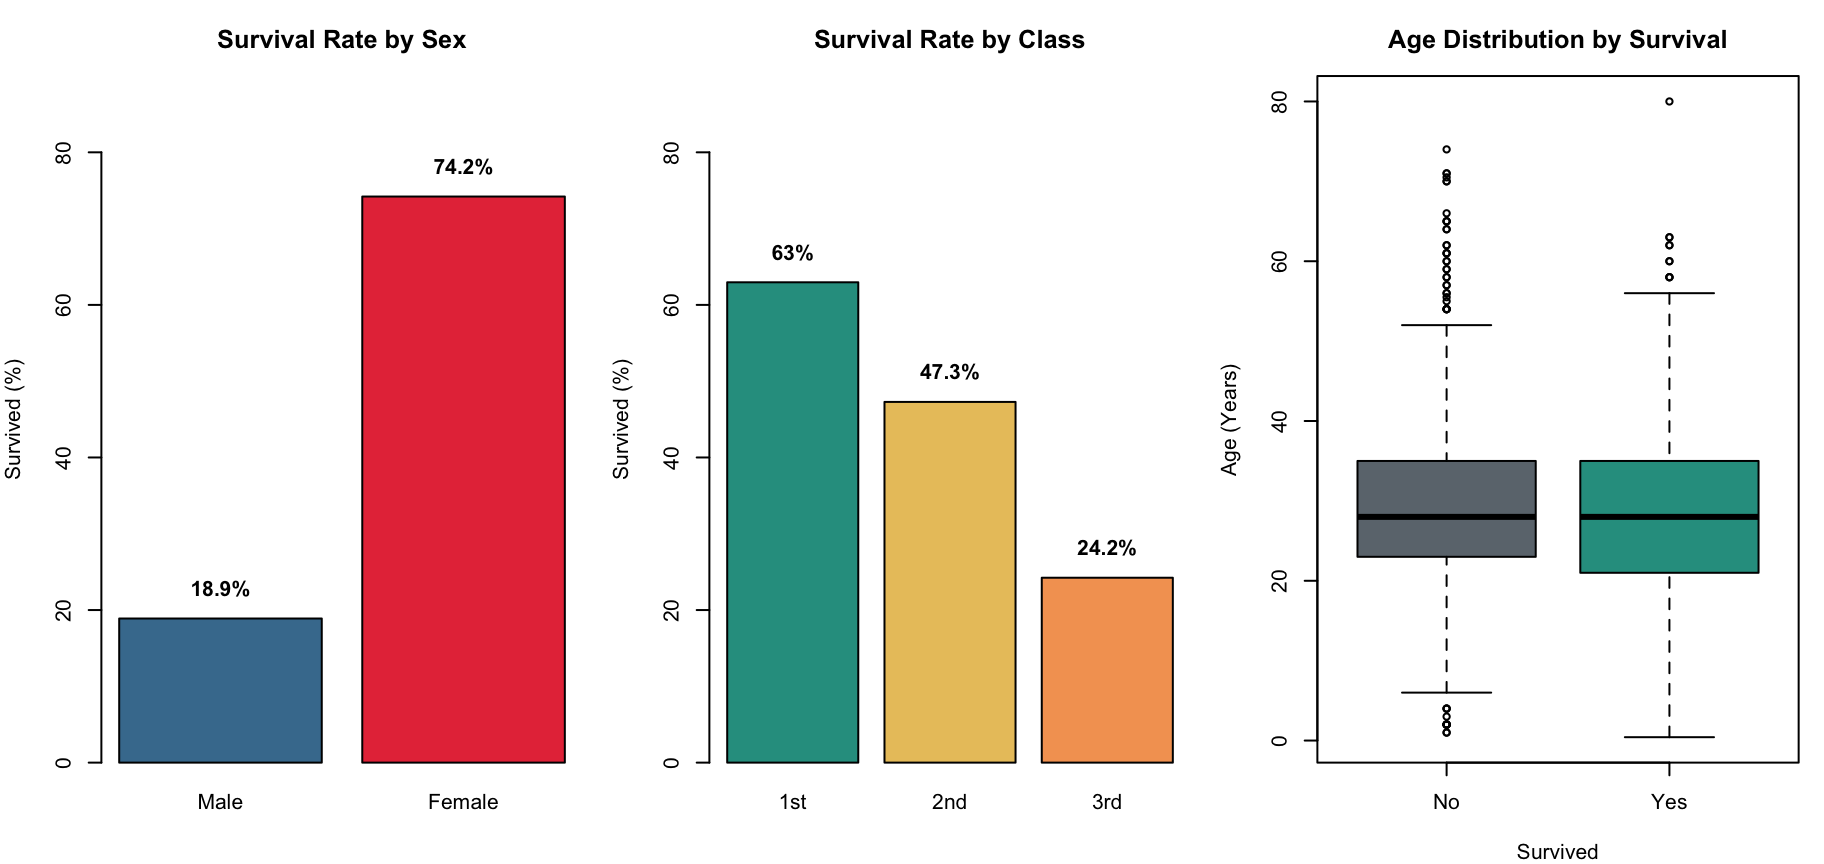 Survival Rate by Sex
Survived (%)
80
60
40
20
0
18.9%
74.2%
Male
Female
Survival Rate by Class
Survived (%)
80
60
40
20
0
63%
47.3%
24.2%
1st
2nd
3rd
Age Distribution by Survival
Age (Years)
80
60
40
20
0
No
Yes
Survived